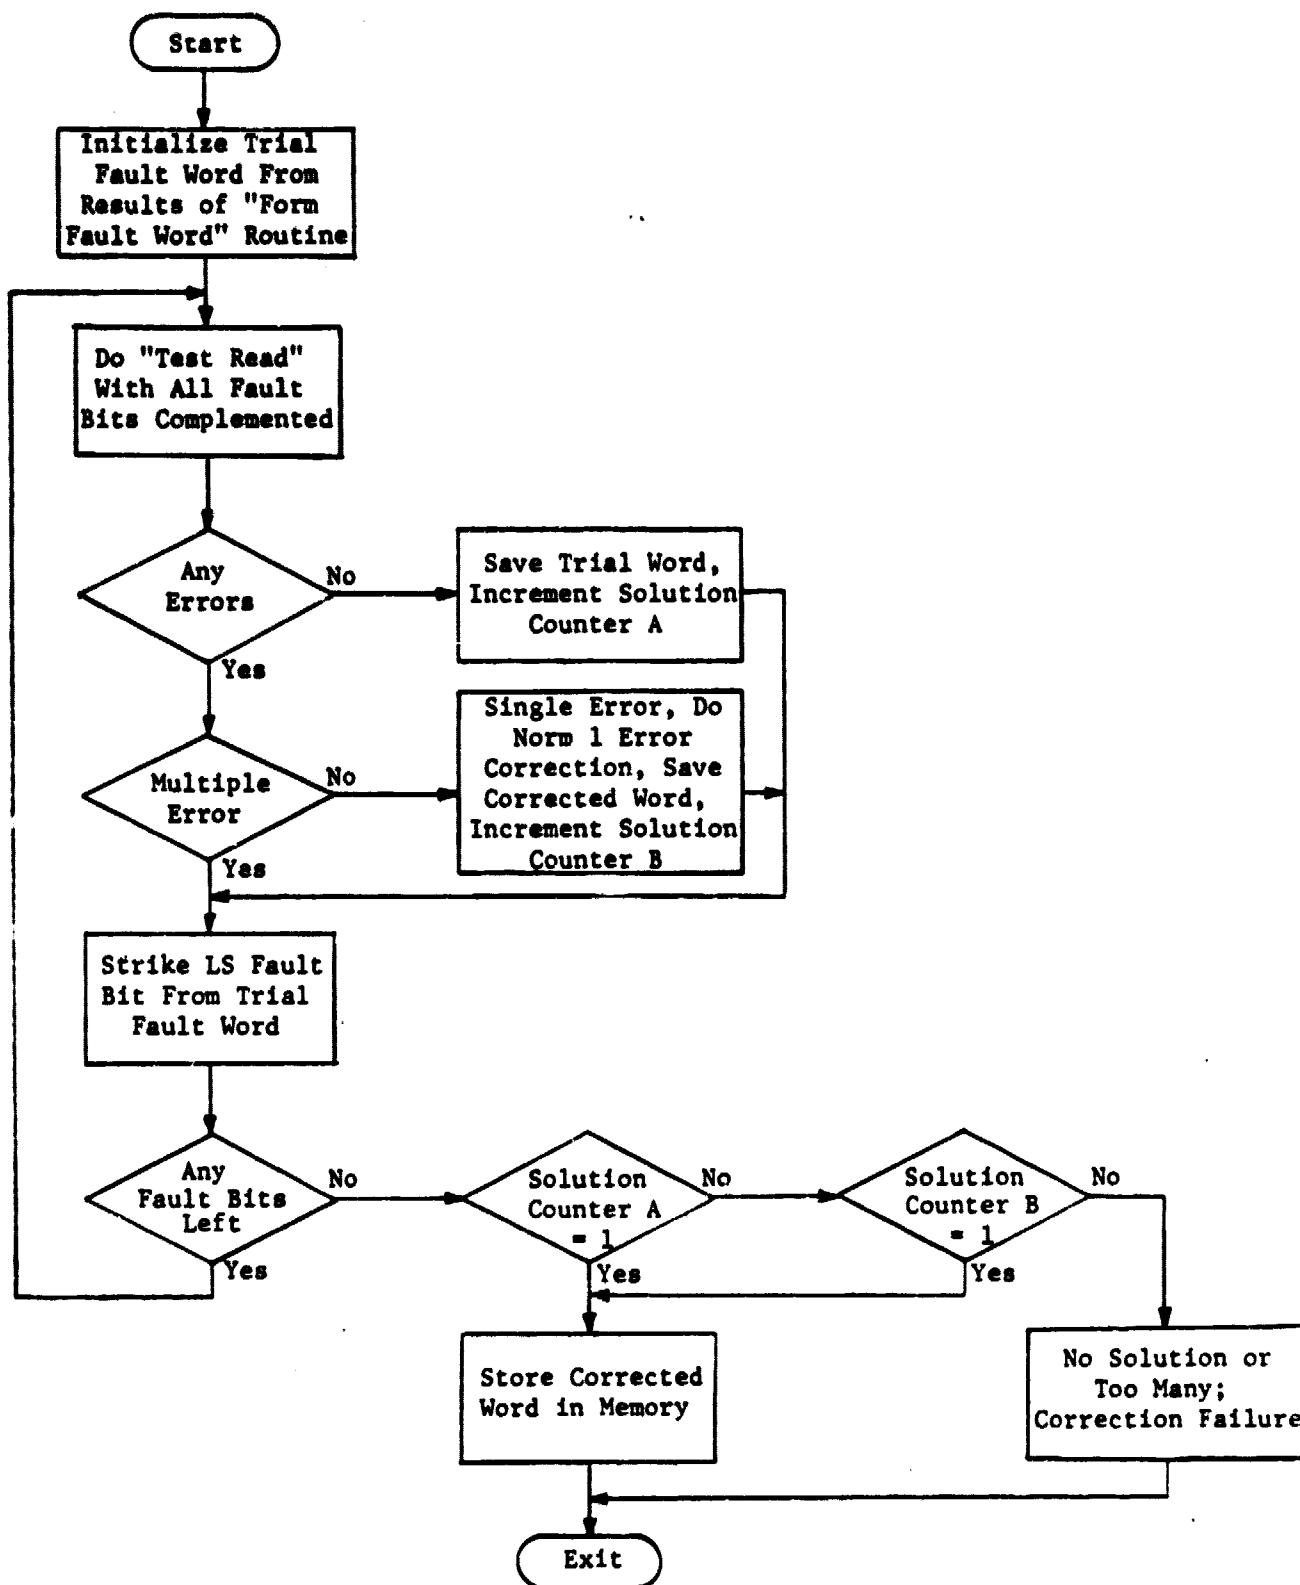 Start
Initialize Trial
Fault Word From
Results of "Form
Fault Word" Routine
Do "Test Read"
With All Fault
Bits Complemented
Any
Errors
No
Yes
Save Trial Word,
Increment Solution
Counter A
Multiple
Error
No
Yes
Single Error, Do
Norm 1 Error
Correction, Save
Corrected Word,
Increment Solution
Counter B
Strike LS Fault
Bit From Trial
Fault Word
Any
Fault Bits
Left
No
Yes
Solution
Counter A
= 1
No
Yes
Solution
Counter B
= 1
No
Yes
Store Corrected
Word in Memory
No Solution or
Too Many;
Correction Failure
Exit